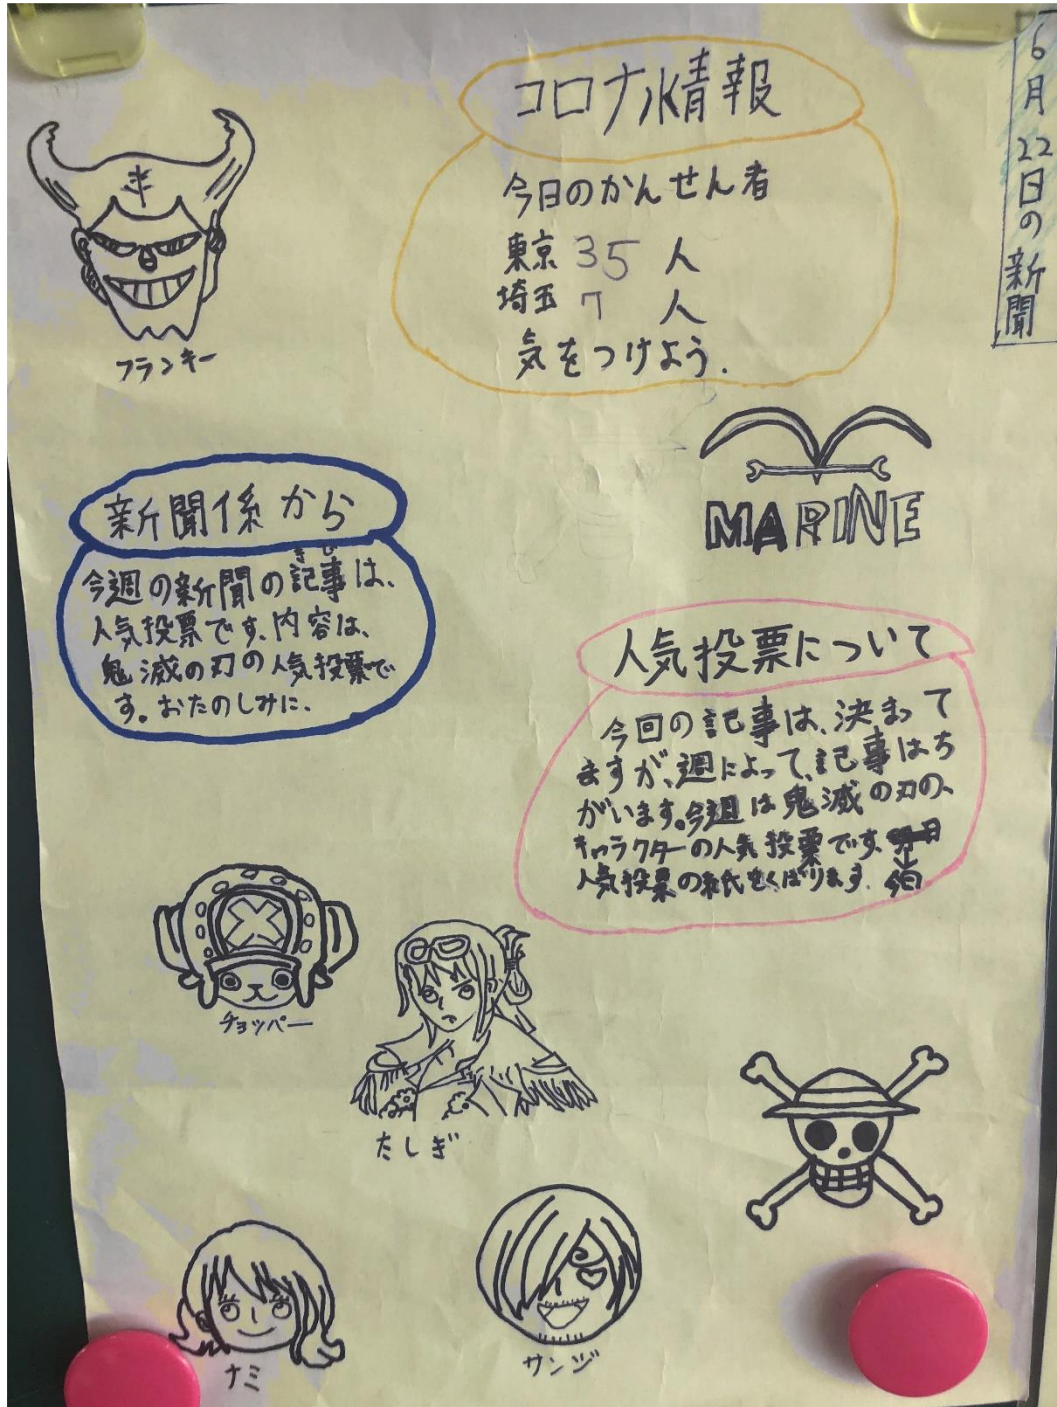 6月22日の新聞
コロナ情報
今日のかんせん者
東京 35 人
埼玉 7 人
気をつけよう.
フランキー
MARINE
新聞係から
きじ
今週の新聞の記事は、
人気投票です、内容は、
鬼滅の刃の人気投票で
す。おたのしみに、
人気投票について
今回の記事は、決まって
ますが、週によって、記事はち
がいます。今週は鬼滅の刃の、
キャラクターの人気投票です、
人気投票の紙をくばります. 今日
チョッパー
たしぎ
ナミ
サンジ